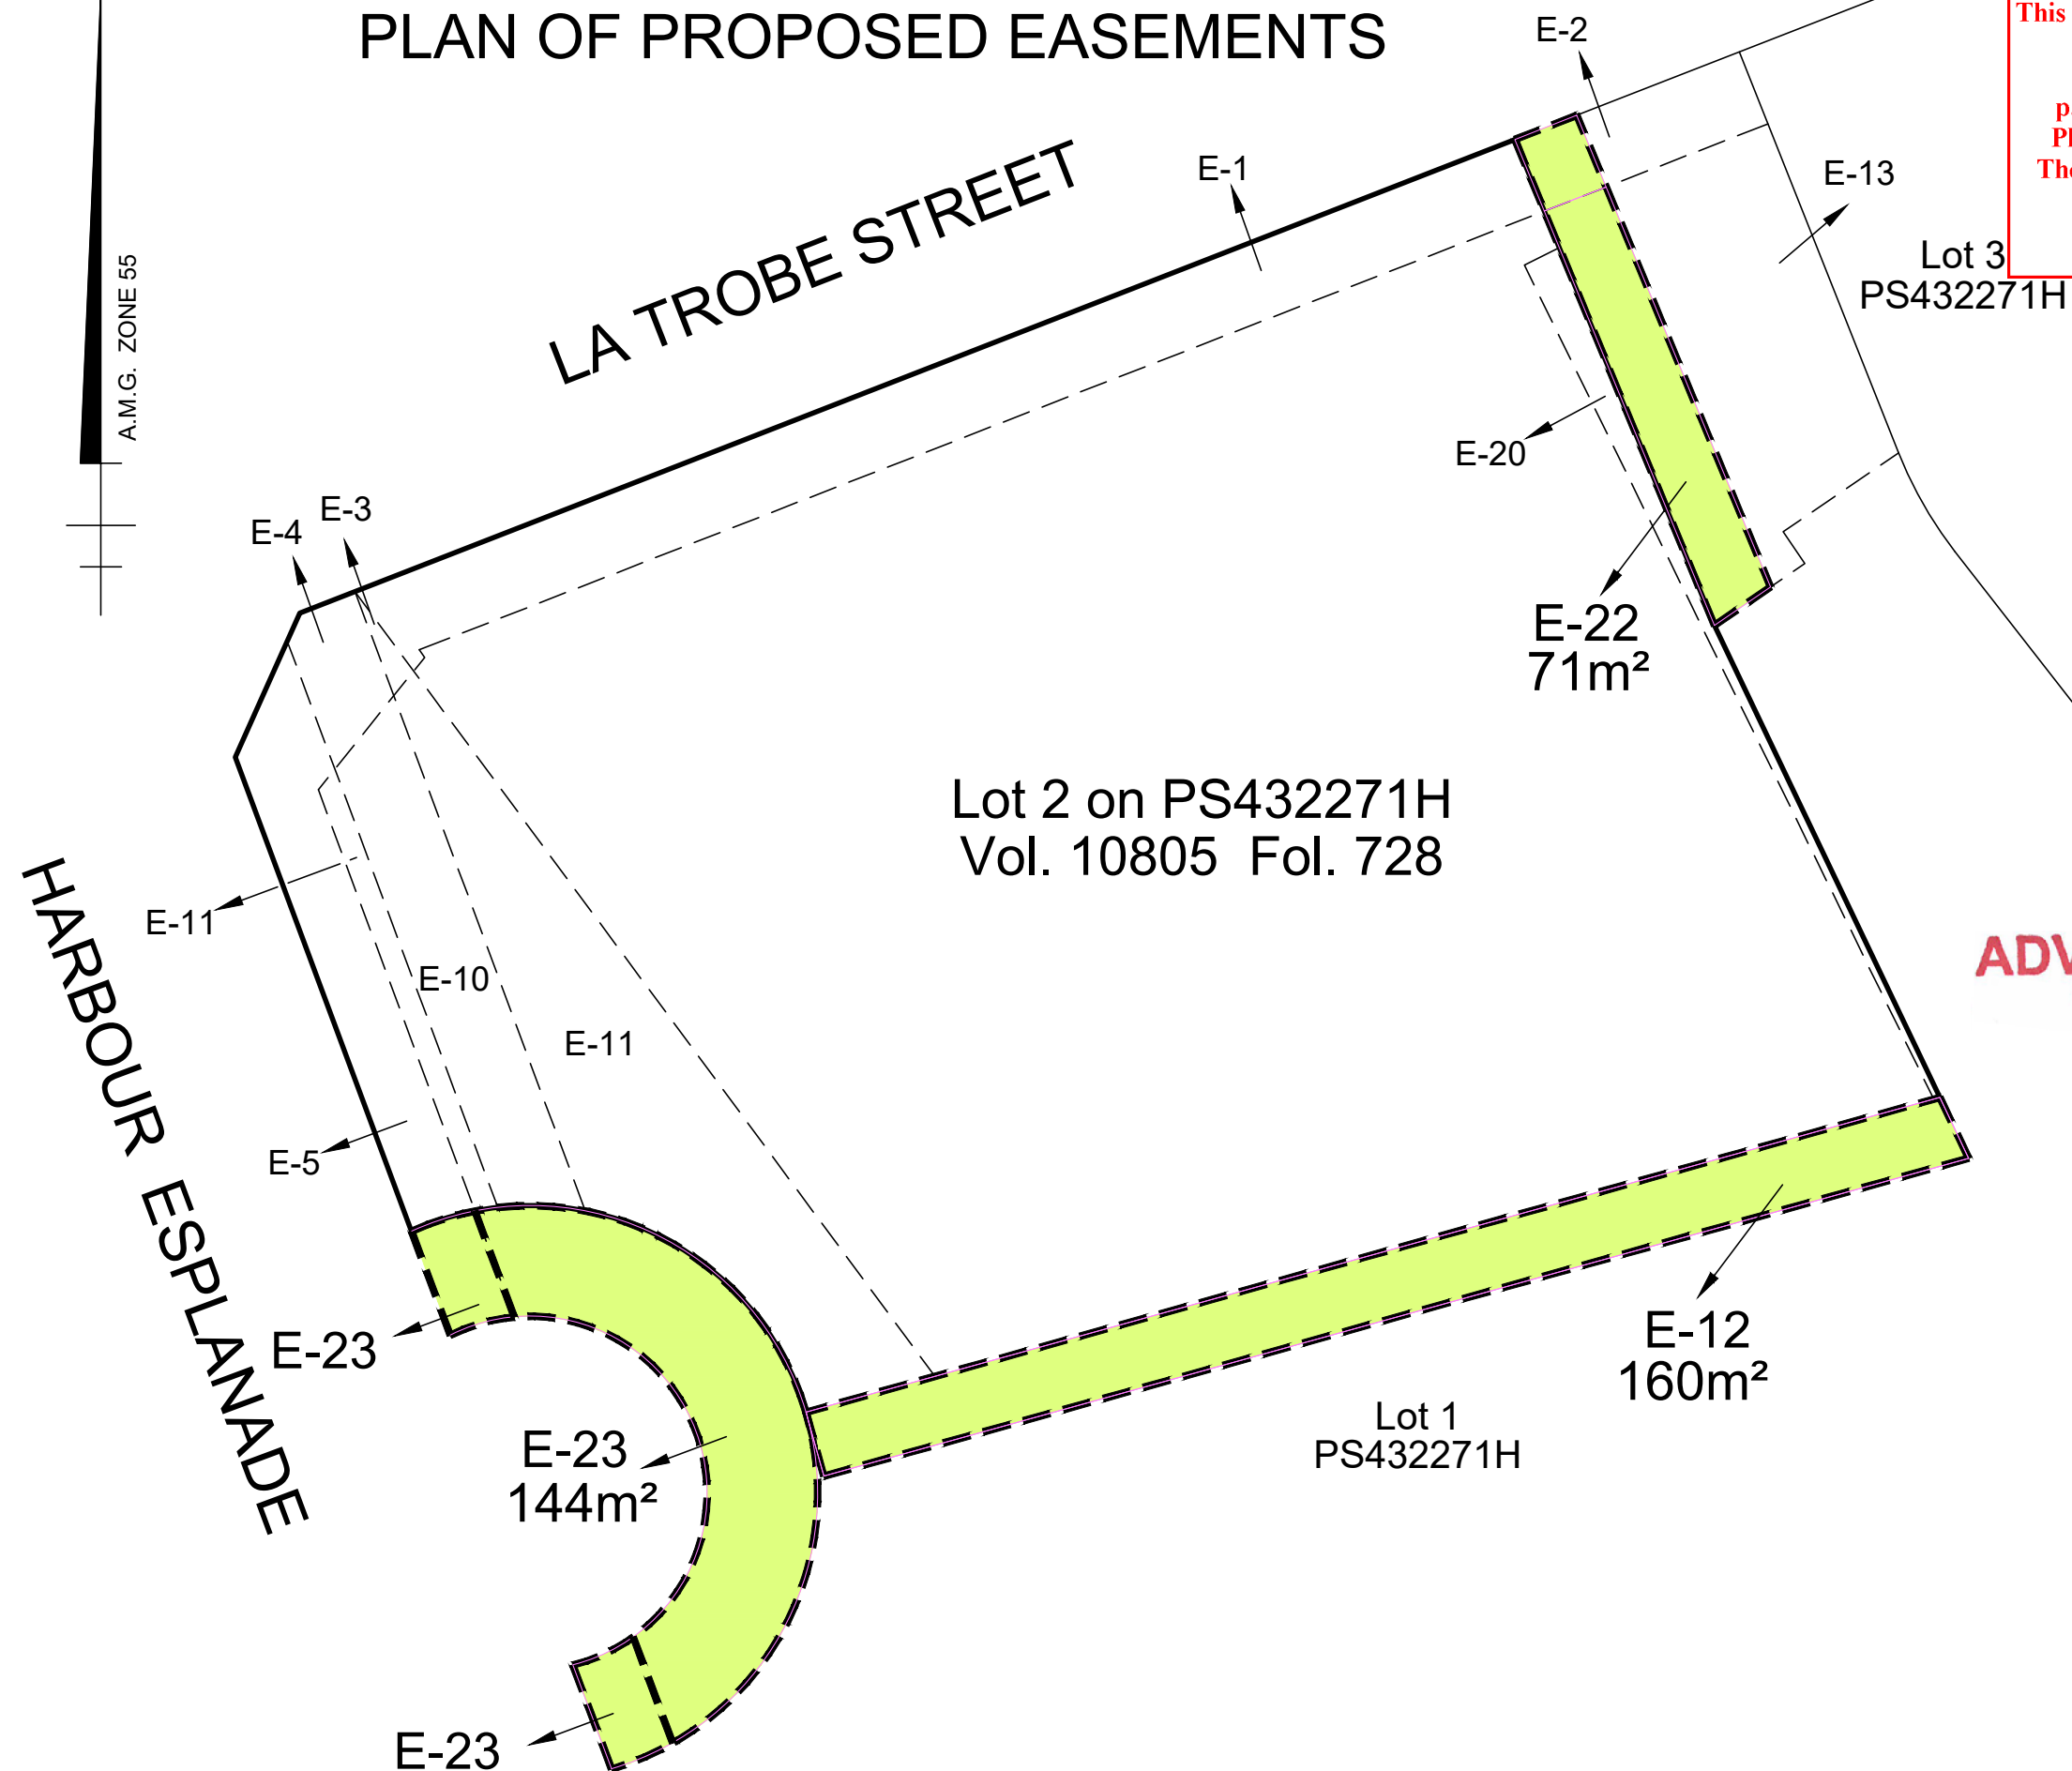 PLAN OF PROPOSED EASEMENTS
E-2
This
E-1
LA TROBE STREET
E-13
Lot 3
PS432271H
A.M.G. ZONE 55
E-20
E-3
E-4
E-22
71m²
Lot 2 on PS432271H
Vol. 10805 Fol. 728
E-11
HARBOUR ESPLANADE
E-10
E-11
E-5
E-23
E-12
160m²
Lot 1
PS432271H
E-23
144m²
E-23